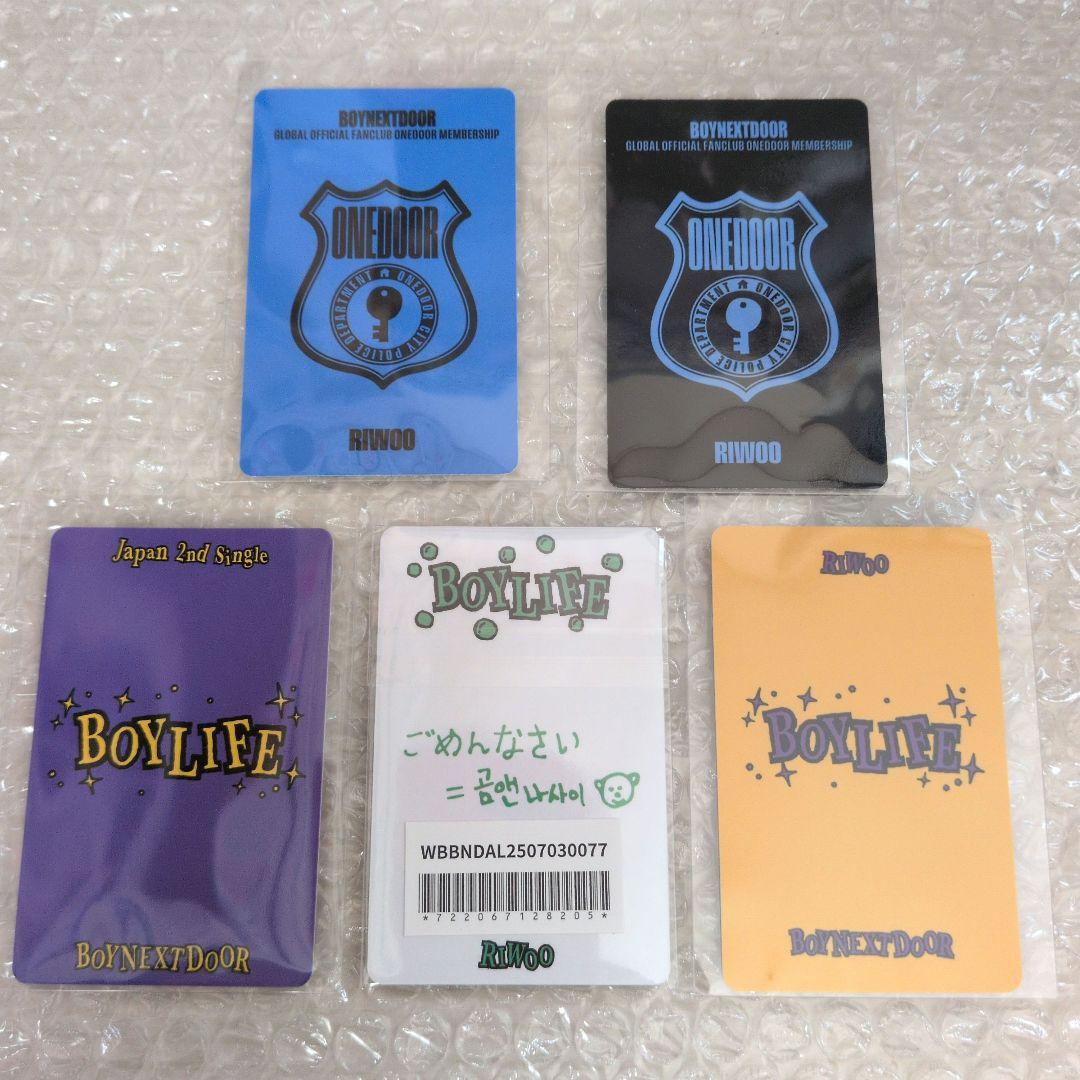 BOYNEXTDOOR
GLOBAL OFFICIAL FANCLUB ONEDOOR MEMBERSHIP
ONEDOOR
ONEDOOR CITY POLICE DEPARTMENT
RIWOO
BOYNEXTDOOR
GLOBAL OFFICIAL FANCLUB ONEDOOR MEMBERSHIP
ONEDOOR
ONEDOOR CITY POLICE DEPARTMENT
RIWOO
Japan 2nd Single
BOYLIFE
BOYNEXTDOOR
BOYLIFE
ごめんなさい
= 곰앤나사이
WBBNDAL2507030077
*722067128205*
RIWOO
RIWOO
BOYLIFE
BOYNEXTDOOR